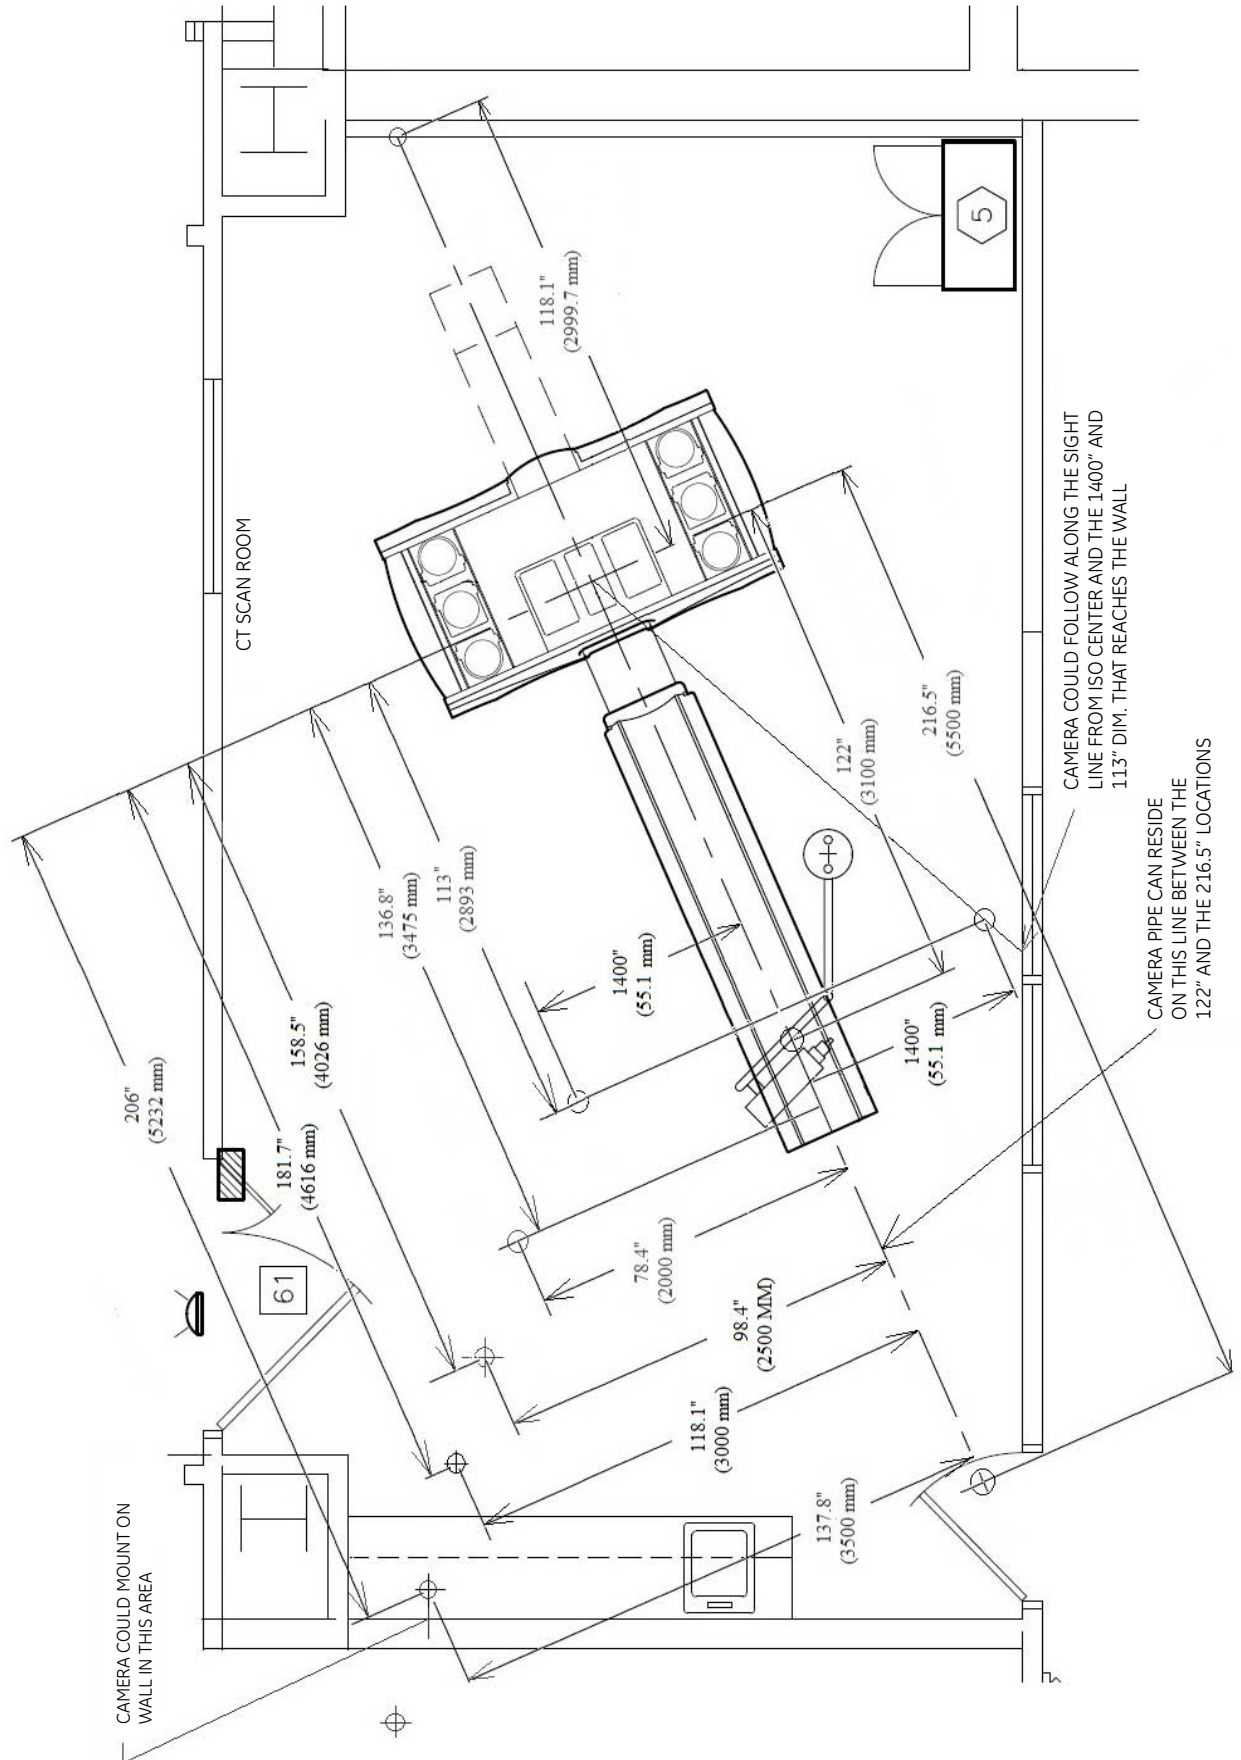 CAMERA COULD MOUNT ON
WALL IN THIS AREA
206"
(5232 mm)
181.7"
(4616 mm)
158.5"
(4026 mm)
CT SCAN ROOM
61
136.8"
(3475 mm)
113"
(2893 mm)
118.1"
(2999.7 mm)
1400"
(55.1 mm)
78.4"
(2000 mm)
98.4"
(2500 MM)
118.1"
(3000 mm)
137.8"
(3500 mm)
1400"
(55.1 mm)
122"
(3100 mm)
216.5"
(5500 mm)
5
CAMERA COULD FOLLOW ALONG THE SIGHT
LINE FROM ISO CENTER AND THE 1400" AND
113" DIM. THAT REACHES THE WALL
CAMERA PIPE CAN RESIDE
ON THIS LINE BETWEEN THE
122" AND THE 216.5" LOCATIONS